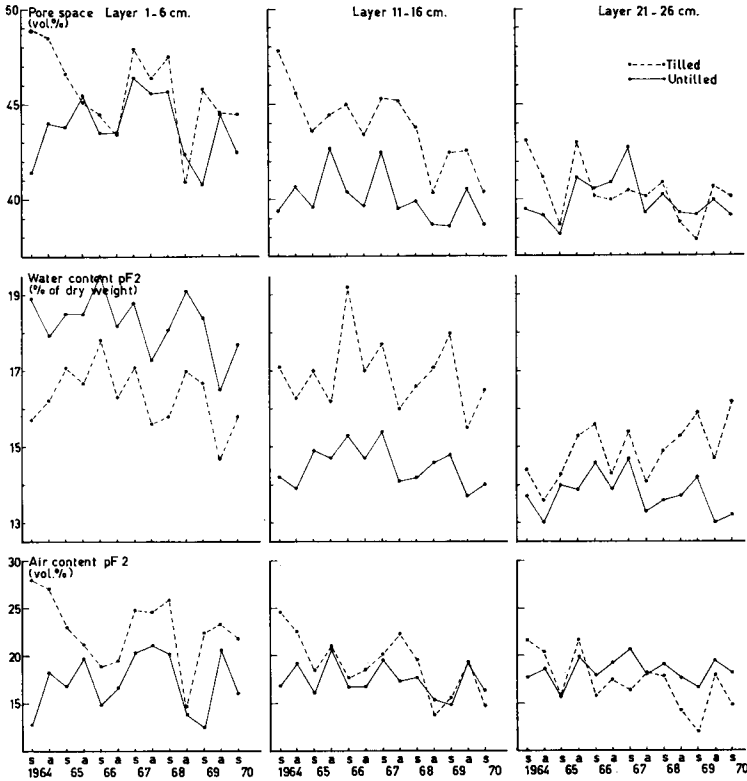 50
Pore space Layer 1-6 cm.
(vol.%)
Layer 11-16 cm.
Layer 21-26 cm.
Tilled
Untilled
45
40
Water content pF2
(% of dry weight)
19
17
15
13
Air content pF2
(vol.%)
30
25
20
15
s a s a s a s a s a s a s
1964 65 66 67 68 69 70
s a s a s a s a s a s a s
1964 65 66 67 68 69 70
s a s a s a s a s a s a s
1964 65 66 67 68 69 70